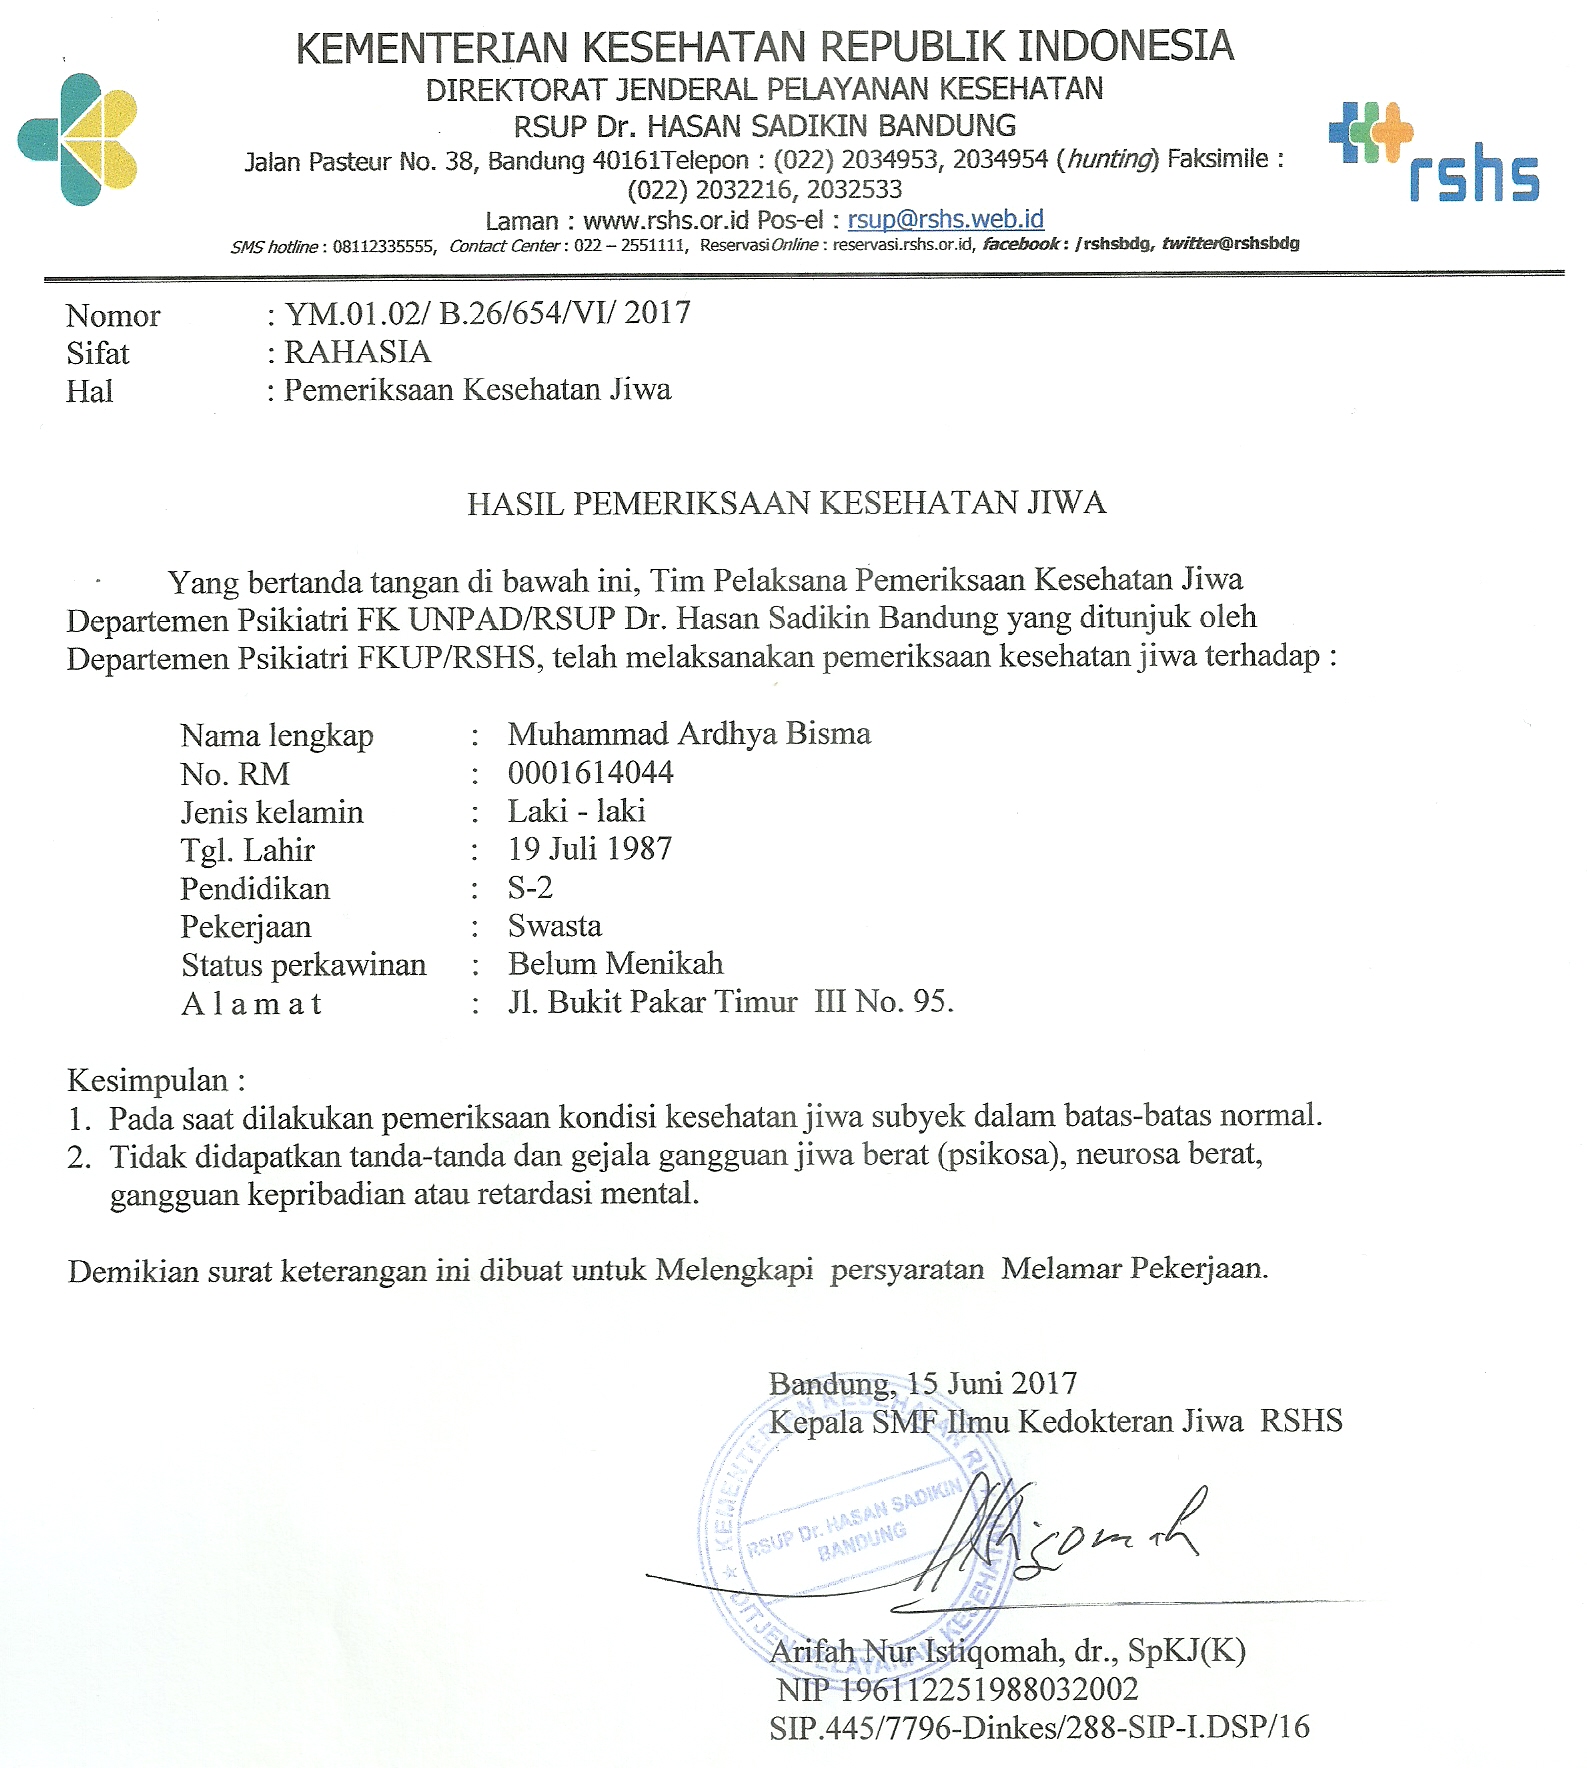 KEMENTERIAN KESEHATAN REPUBLIK INDONESIA
DIREKTORAT JENDERAL PELAYANAN KESEHATAN
RSUP Dr. HASAN SADIKIN BANDUNG
Jalan Pasteur No. 38, Bandung 40161Telepon : (022) 2034953, 2034954 (hunting) Faksimile :
(022) 2032216, 2032533
Laman : www.rshs.or.id Pos-el : rsup@rshs.web.id
SMS hotline : 08112335555, Contact Center : 022 – 2551111, Reservasi Online : reservasi.rshs.or.id, facebook : /rshsbdg, twitter@rshsbdg
rshs
Nomor : YM.01.02/ B.26/654/VI/ 2017
Sifat : RAHASIA
Hal : Pemeriksaan Kesehatan Jiwa
HASIL PEMERIKSAAN KESEHATAN JIWA
Yang bertanda tangan di bawah ini, Tim Pelaksana Pemeriksaan Kesehatan Jiwa
Departemen Psikiatri FK UNPAD/RSUP Dr. Hasan Sadikin Bandung yang ditunjuk oleh
Departemen Psikiatri FKUP/RSHS, telah melaksanakan pemeriksaan kesehatan jiwa terhadap :
Nama lengkap : Muhammad Ardhya Bisma
No. RM : 0001614044
Jenis kelamin : Laki - laki
Tgl. Lahir : 19 Juli 1987
Pendidikan : S-2
Pekerjaan : Swasta
Status perkawinan : Belum Menikah
A l a m a t : Jl. Bukit Pakar Timur III No. 95.
Kesimpulan :
1. Pada saat dilakukan pemeriksaan kondisi kesehatan jiwa subyek dalam batas-batas normal.
2. Tidak didapatkan tanda-tanda dan gejala gangguan jiwa berat (psikosa), neurosa berat,
gangguan kepribadian atau retardasi mental.
Demikian surat keterangan ini dibuat untuk Melengkapi persyaratan Melamar Pekerjaan.
Bandung, 15 Juni 2017
Kepala SMF Ilmu Kedokteran Jiwa RSHS
KEMENTERIAN KESEHATAN RI
RSUP Dr. HASAN SADIKIN
BANDUNG
DITJEN PELAYANAN KESEHATAN
Arifah Nur Istiqomah, dr., SpKJ(K)
NIP 196112251988032002
SIP.445/7796-Dinkes/288-SIP-I.DSP/16